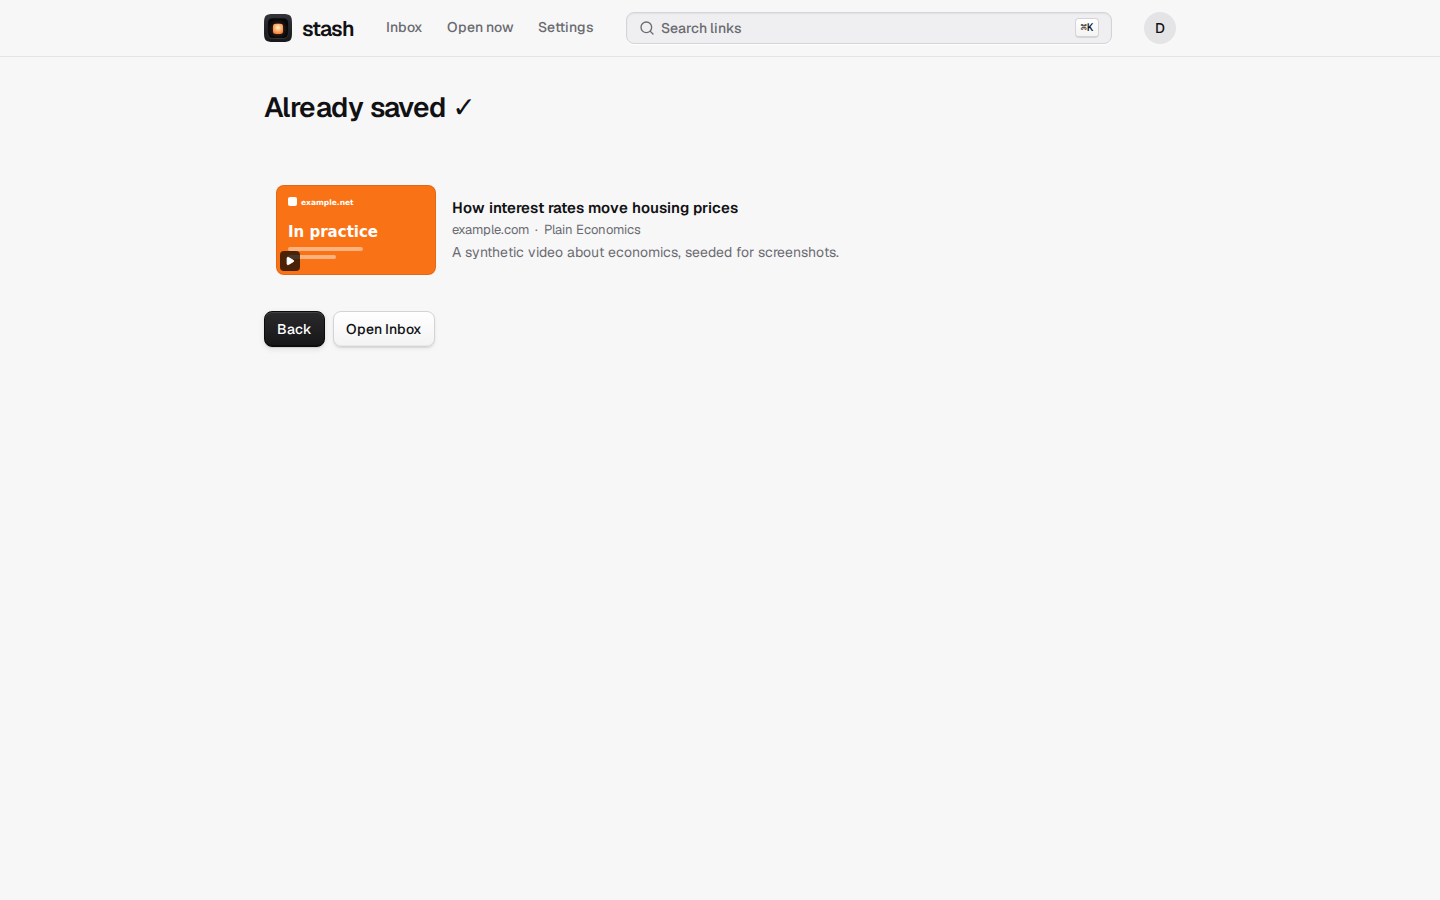 stash
Inbox
Open now
Settings
Search links
⌘K
D
Already saved ✓
example.net
In practice
How interest rates move housing prices
example.com · Plain Economics
A synthetic video about economics, seeded for screenshots.
Back
Open Inbox